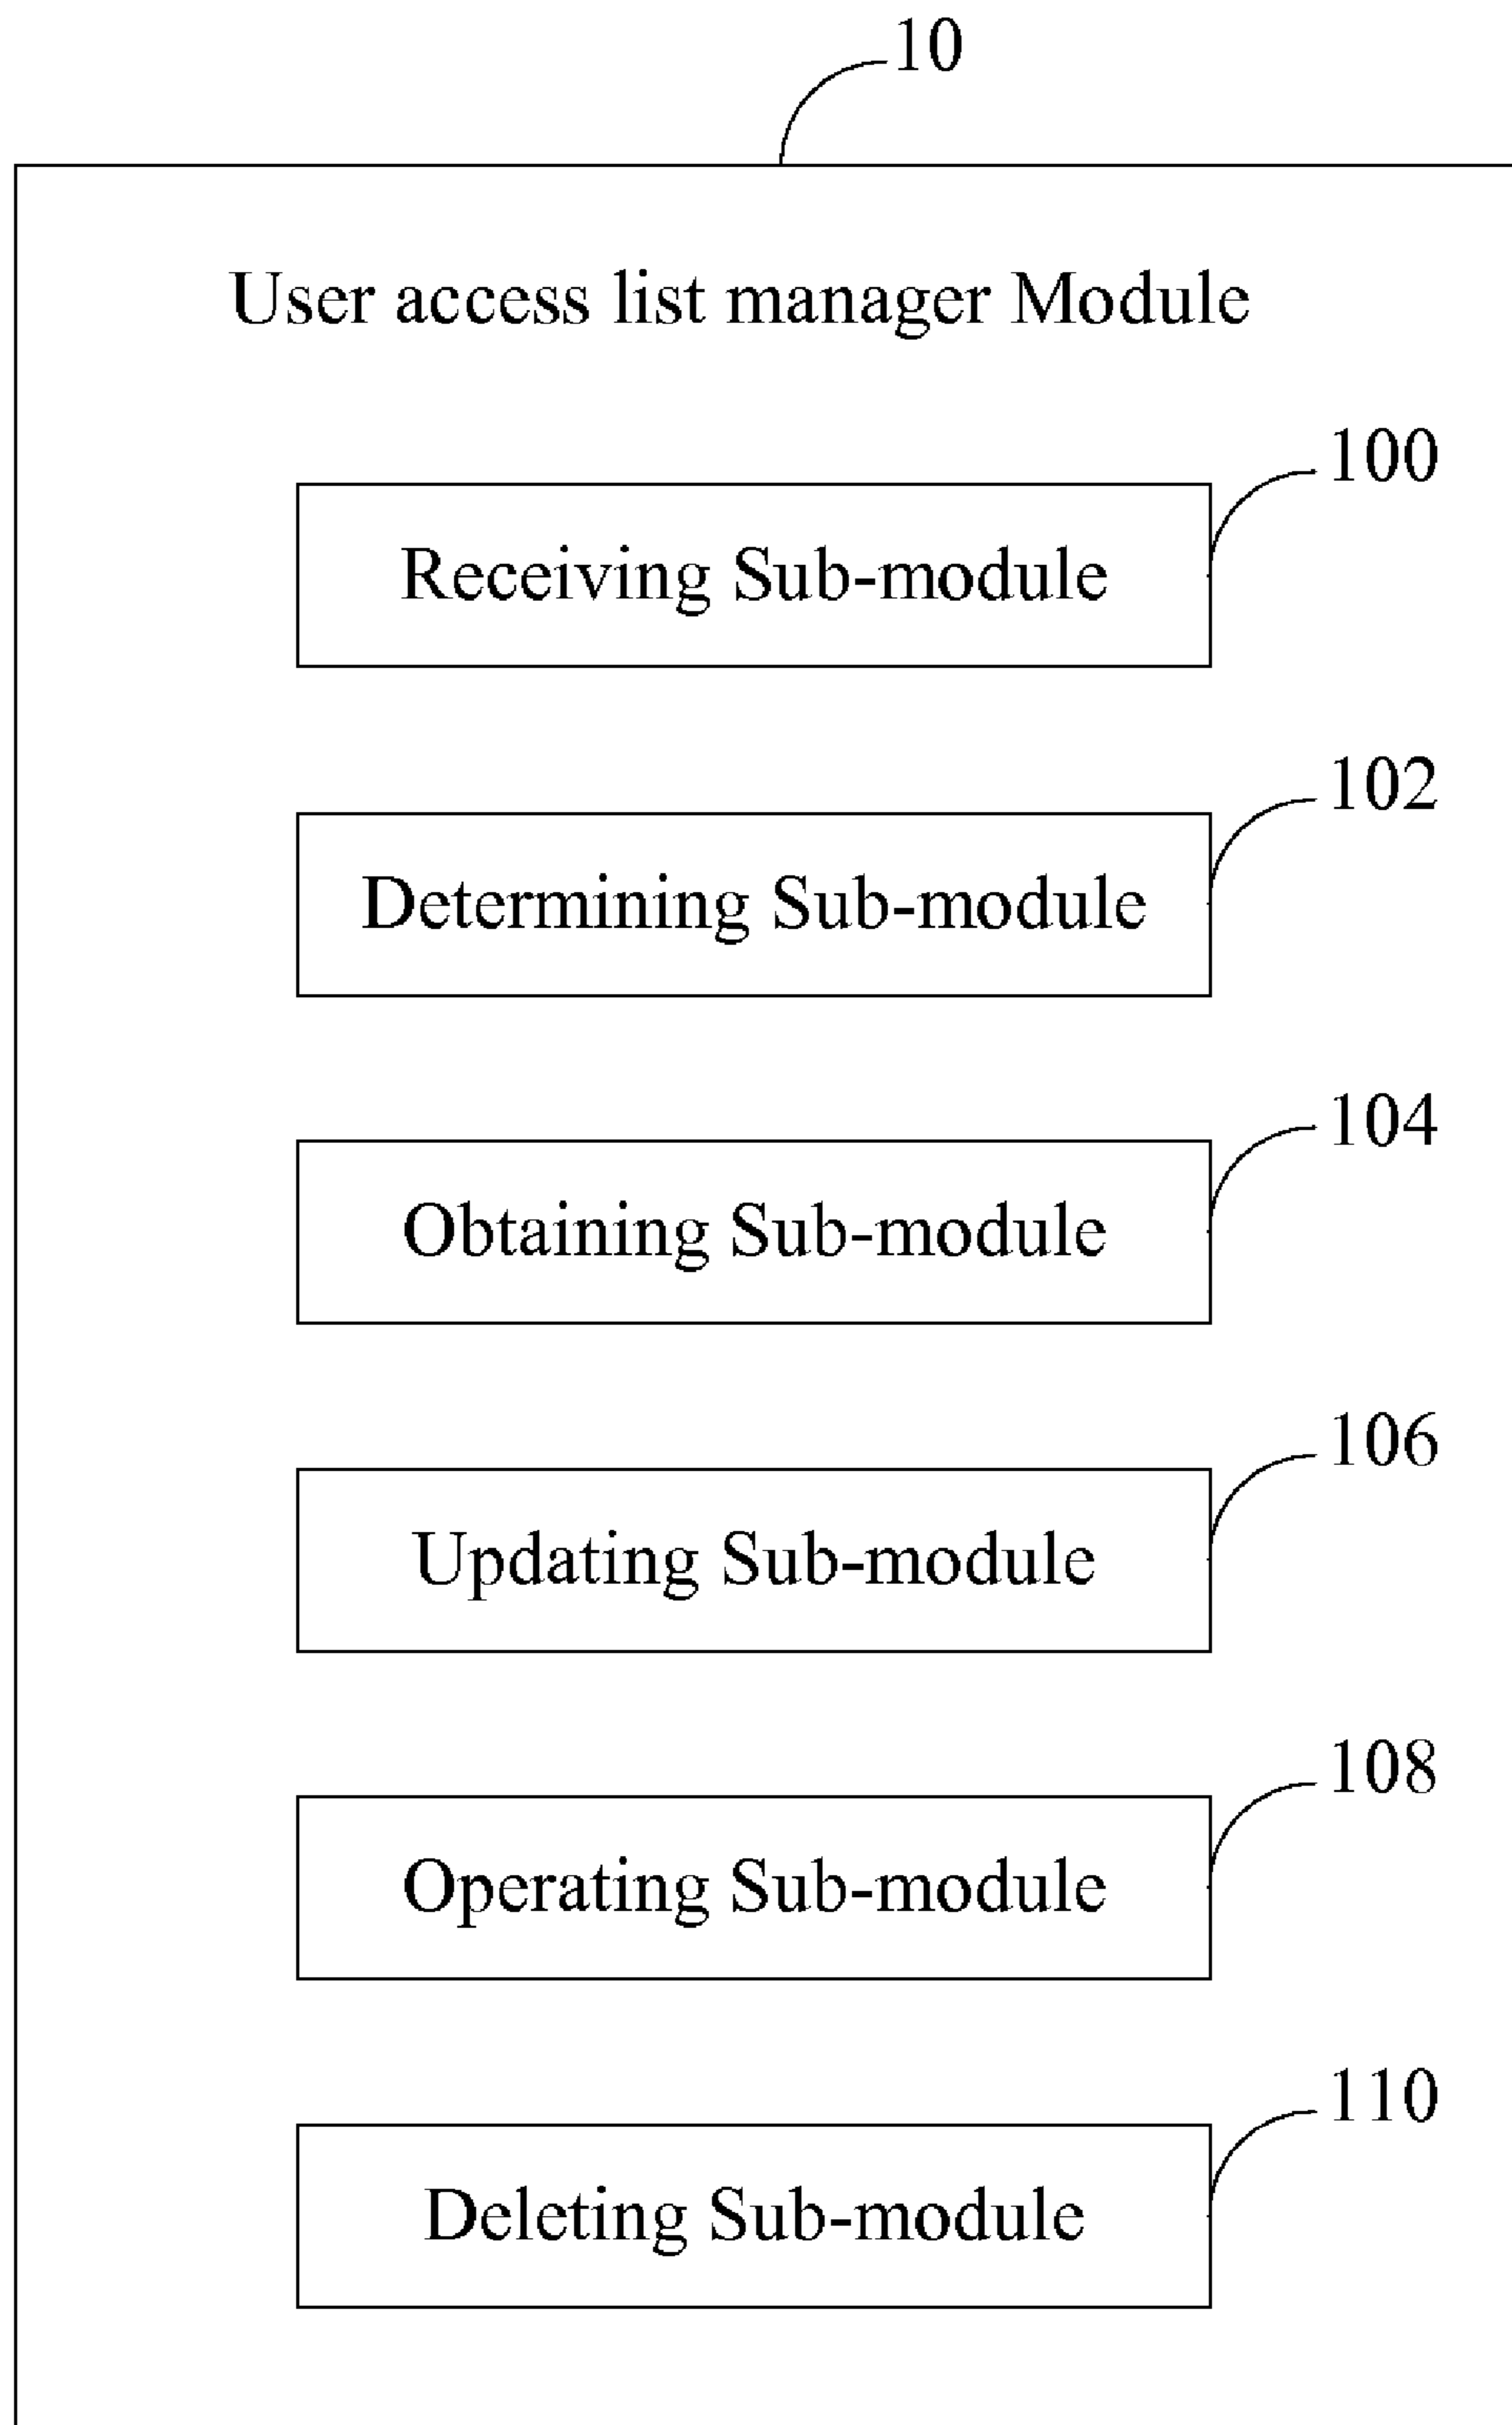 10
User access list manager Module
100
Receiving Sub-module
102
Determining Sub-module
104
Obtaining Sub-module
106
Updating Sub-module
108
Operating Sub-module
110
Deleting Sub-module